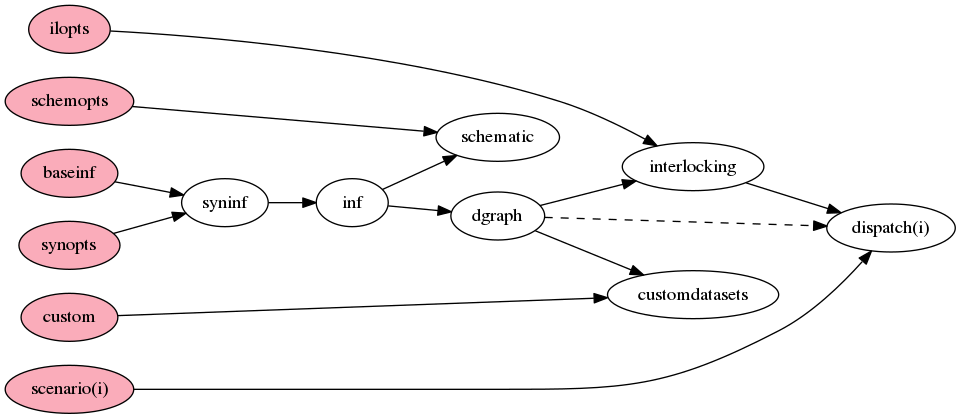 ilopts
schemopts
schematic
interlocking
baseinf
syninf
inf
dgraph
dispatch(i)
synopts
customdatasets
custom
scenario(i)